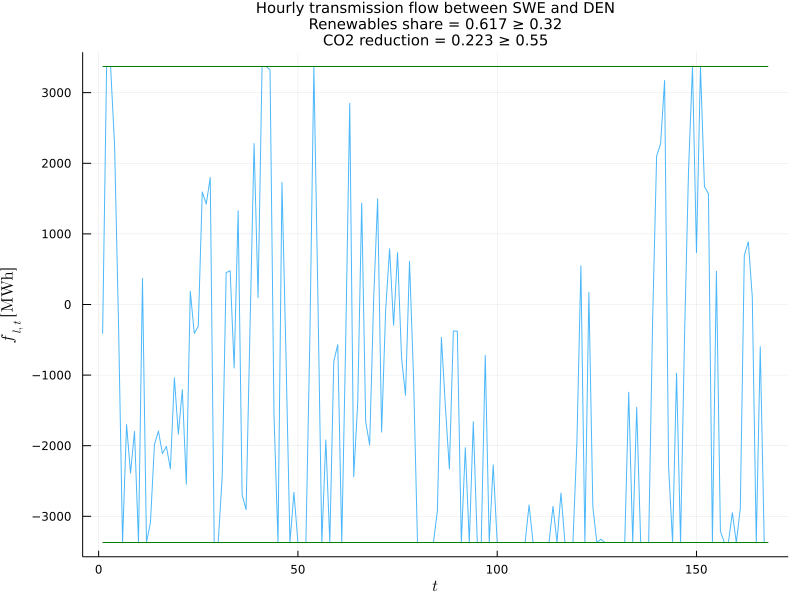 Hourly transmission flow between SWE and DEN
Renewables share = 0.617 ≥ 0.32
CO2 reduction = 0.223 ≥ 0.55
3000
2000
1000
0
−1000
−2000
−3000
f_{l,t} [MWh]
0
50
100
150
t